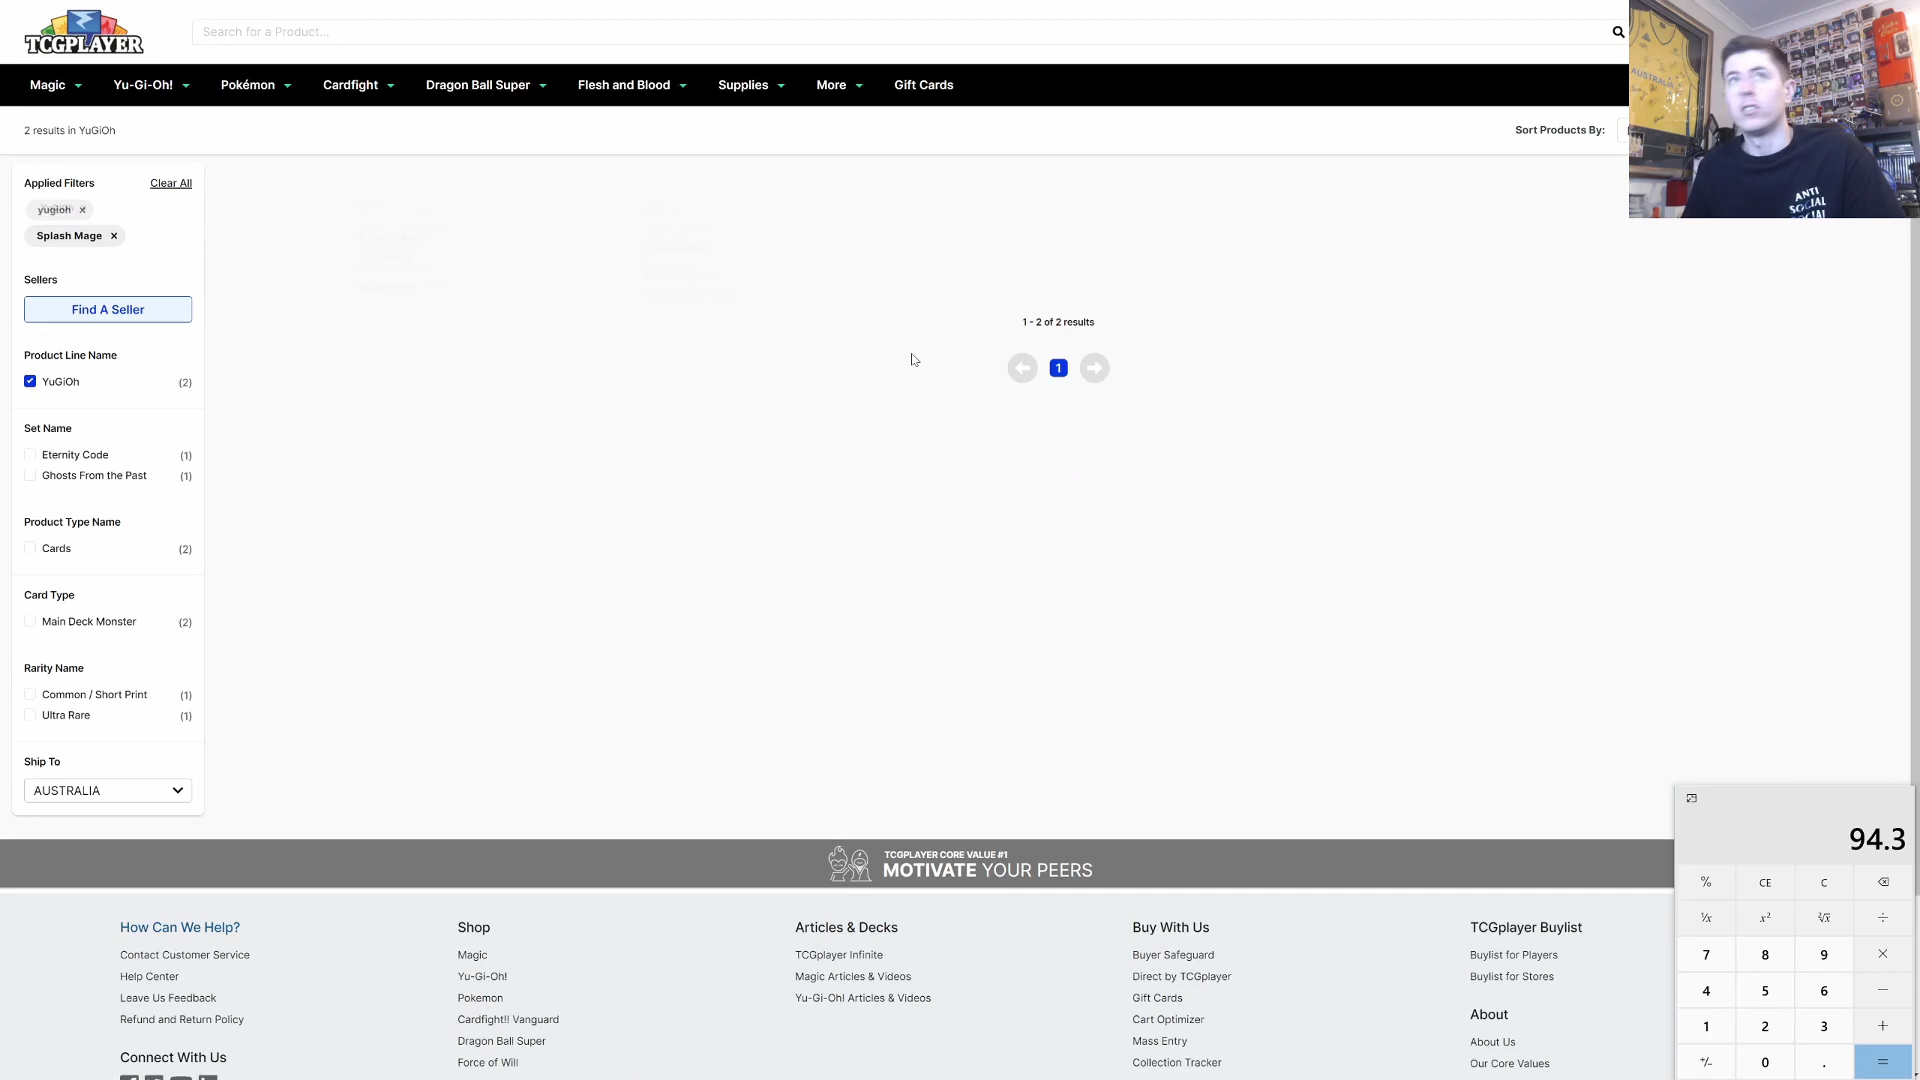 TCGPLAYER
Search for a Product...
Magic
Yu-Gi-Oh!
Pokémon
Cardfight
Dragon Ball Super
Flesh and Blood
Supplies
More
Gift Cards
2 results in YuGiOh
Sort Products By:
AUSTRALIA
ANTI
SOCIAL
Applied Filters
Clear All
yugioh
Splash Mage
Sellers
Find A Seller
Product Line Name
YuGiOh (2)
Set Name
Eternity Code (1)
Ghosts From the Past (1)
Product Type Name
Cards (2)
Card Type
Main Deck Monster (2)
Rarity Name
Common / Short Print (1)
Ultra Rare (1)
Ship To
AUSTRALIA
1 - 2 of 2 results
1
TCGPLAYER CORE VALUE #1
MOTIVATE YOUR PEERS
How Can We Help?
Contact Customer Service
Help Center
Leave Us Feedback
Refund and Return Policy
Connect With Us
Shop
Magic
Yu-Gi-Oh!
Pokemon
Cardfight!! Vanguard
Dragon Ball Super
Force of Will
Articles & Decks
TCGplayer Infinite
Magic Articles & Videos
Yu-Gi-Oh! Articles & Videos
Buy With Us
Buyer Safeguard
Direct by TCGplayer
Gift Cards
Cart Optimizer
Mass Entry
Collection Tracker
TCGplayer Buylist
Buylist for Players
Buylist for Stores
About
About Us
Our Core Values
94.3
% CE C
¹/x x² ²√x ÷
7 8 9 ×
4 5 6 −
1 2 3 +
+/− 0 . =